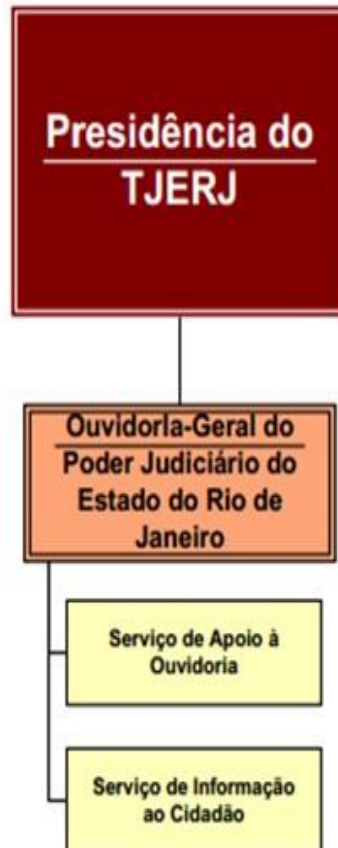 Presidência do
TJERJ
Ouvidoria-Geral do
Poder Judiciário do
Estado do Rio de
Janeiro
Serviço de Apoio à
Ouvidoria
Serviço de Informação
ao Cidadão